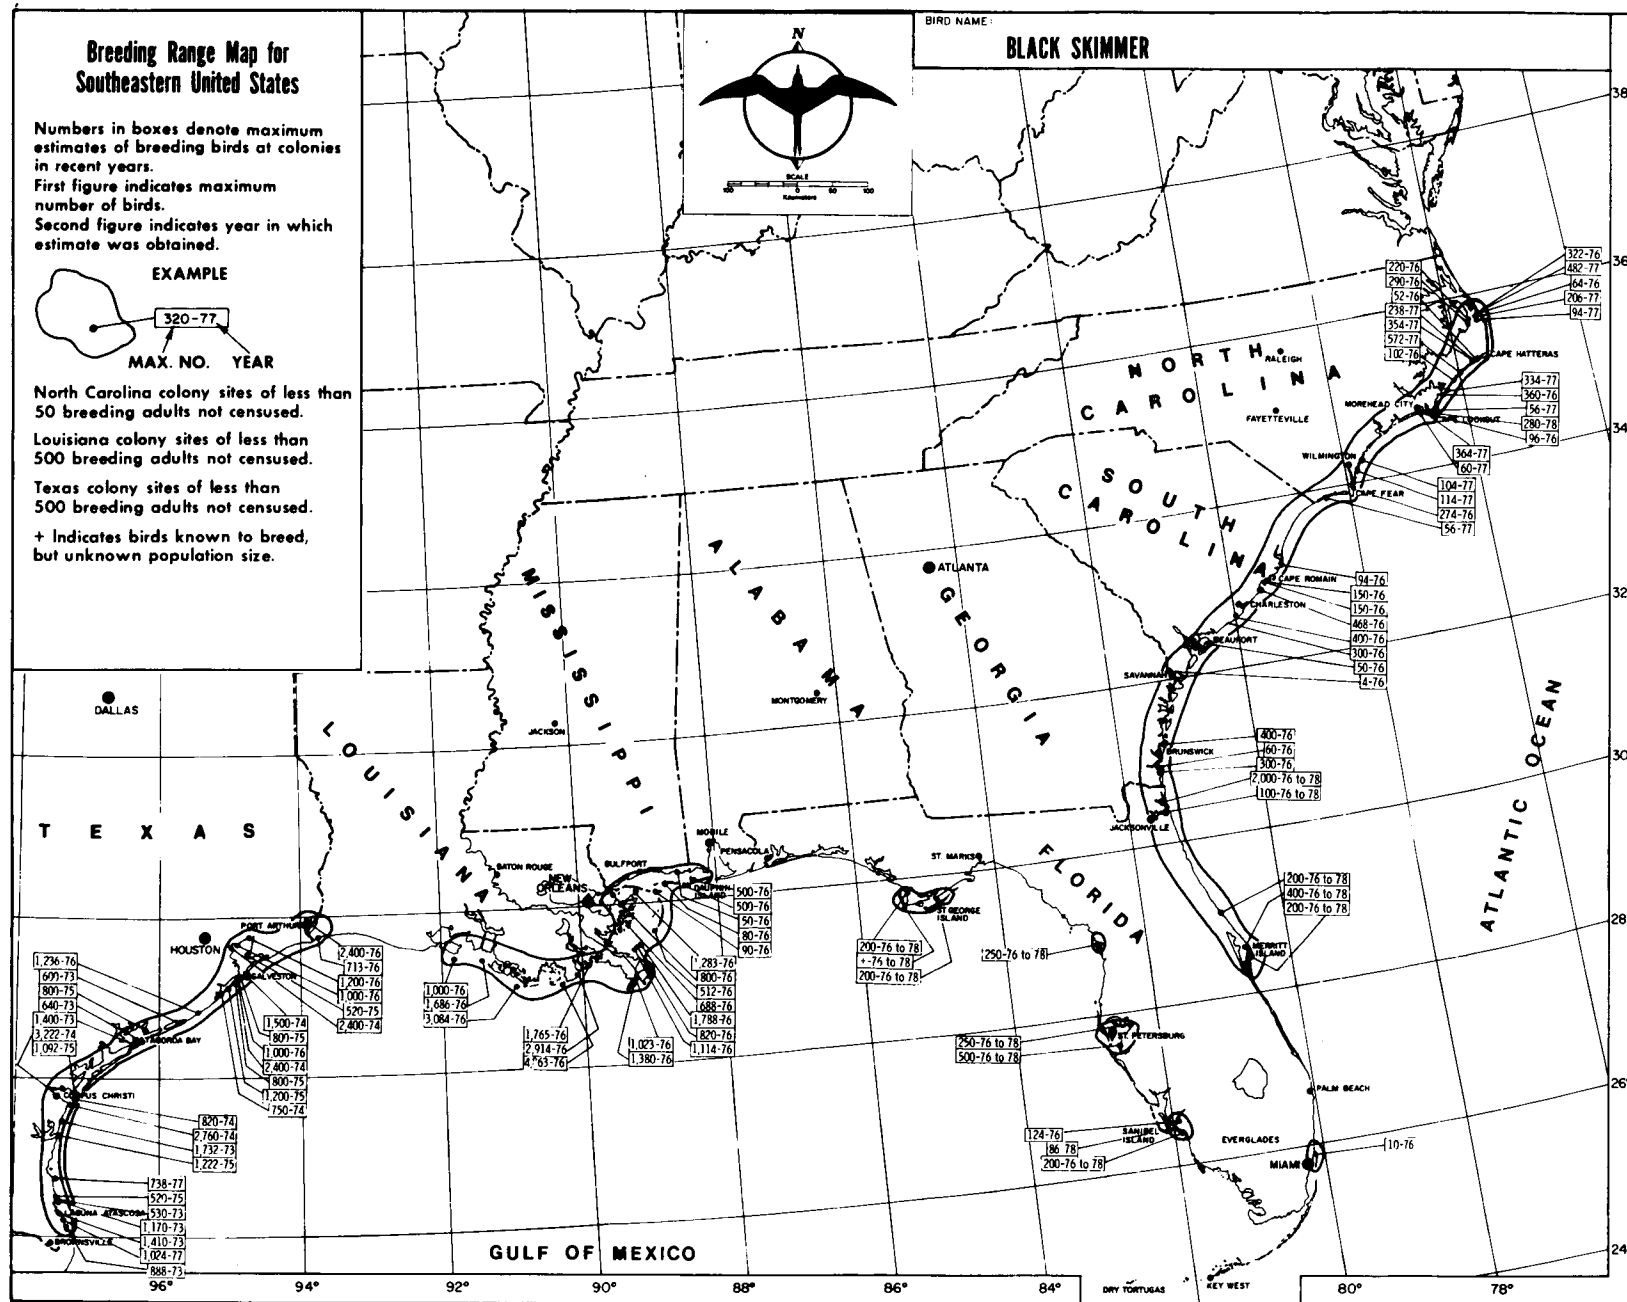 Breeding Range Map for
Southeastern United States
Numbers in boxes denote maximum
estimates of breeding birds at colonies
in recent years.
First figure indicates maximum
number of birds.
Second figure indicates year in which
estimate was obtained.
EXAMPLE
320-77
MAX. NO. YEAR
North Carolina colony sites of less than
50 breeding adults not censused.
Louisiana colony sites of less than
500 breeding adults not censused.
Texas colony sites of less than
500 breeding adults not censused.
+ Indicates birds known to breed,
but unknown population size.
N
SCALE
100 0 50 100
Kilometers
BIRD NAME:
BLACK SKIMMER
38
36
34
32
30
28
26
24
322-76
482-77
64-76
206-77
94-77
220-76
290-76
52-76
238-77
354-77
572-77
102-76
CAPE HATTERAS
NORTH
CAROLINA
RALEIGH
FAYETTEVILLE
MOREHEAD CITY
CAPE LOOKOUT
334-77
360-76
56-77
280-78
96-76
364-77
60-77
WILMINGTON
CAPE FEAR
104-77
114-77
274-76
56-77
SOUTH
CAROLINA
CAPE ROMAIN
CHARLESTON
BEAUFORT
SAVANNAH
94-76
150-76
150-76
468-76
400-76
300-76
50-76
4-76
ATLANTA
GEORGIA
ALABAMA
MONTGOMERY
MISSISSIPPI
JACKSON
DALLAS
LOUISIANA
TEXAS
ATLANTIC OCEAN
BRUNSWICK
400-76
60-76
300-76
2,000-76 to 78
100-76 to 78
JACKSONVILLE
FLORIDA
MOBILE
PENSACOLA
ST. MARKS
BATON ROUGE
GULFPORT
NEW
ORLEANS
DAUPHIN
ISLAND
500-76
500-76
50-76
80-76
90-76
ST GEORGE
ISLAND
200-76 to 78
+-76 to 78
200-76 to 78
250-76 to 78
200-76 to 78
400-76 to 78
200-76 to 78
MERRITT
ISLAND
PORT ARTHUR
HOUSTON
GALVESTON
2,400-76
713-76
1,200-76
1,000-76
520-75
2,400-74
1,236-76
600-73
800-75
640-73
1,400-73
3,222-74
1,092-75
MATAGORDA BAY
1,500-74
800-75
1,000-76
2,400-74
800-75
1,200-75
750-74
1,000-76
1,686-76
3,084-76
1,765-76
2,914-76
1,023-76
1,380-76
1,283-76
800-76
512-76
688-76
1,788-76
820-76
1,114-76
250-76 to 78
500-76 to 78
ST. PETERSBURG
CORPUS CHRISTI
820-74
2,760-74
1,732-73
1,222-75
738-77
520-75
530-73
1,170-73
1,410-73
1,024-77
888-73
LAGUNA ATASCOSA
BROWNSVILLE
124-76
86 78
200-76 to 78
SANIBEL
ISLAND
EVERGLADES
PALM BEACH
MIAMI
10-76
GULF OF MEXICO
DRY TORTUGAS
KEY WEST
96° 94° 92° 90° 88° 86° 84° 80° 78°